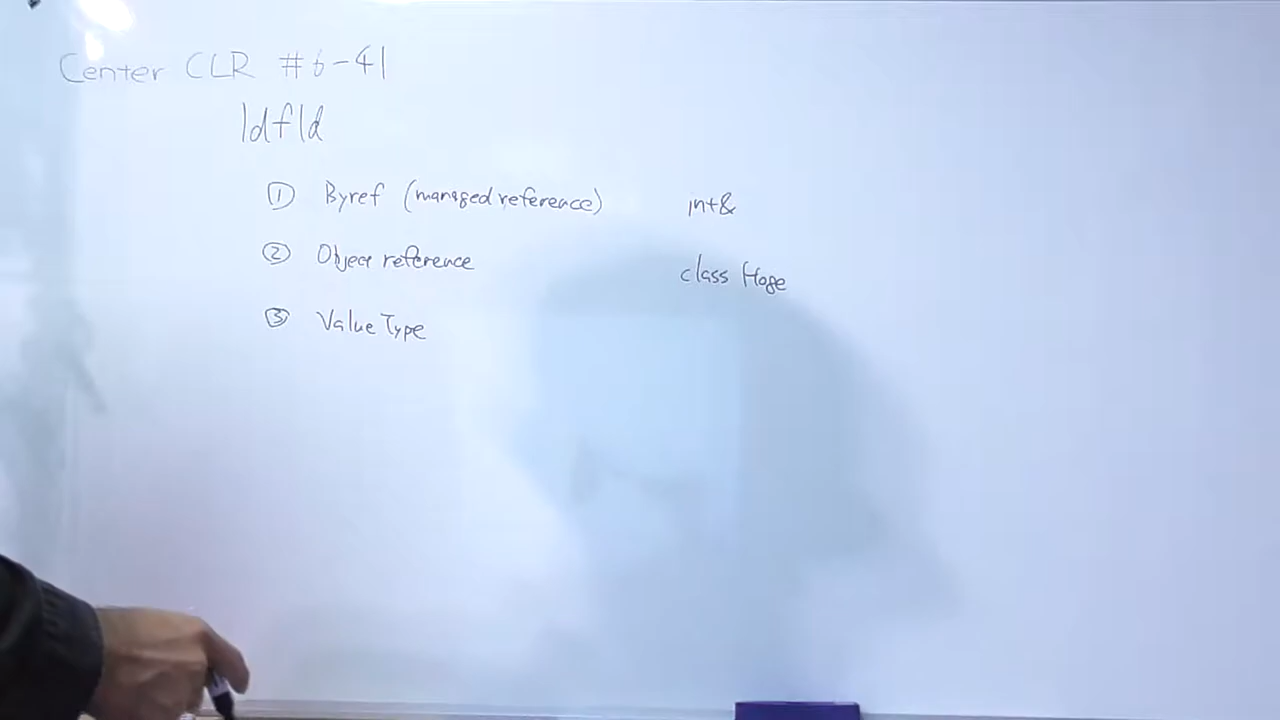 Center CLR #6-41
ldfld
① Byref (managed reference) int&
② Object reference class Hoge
③ Value Type